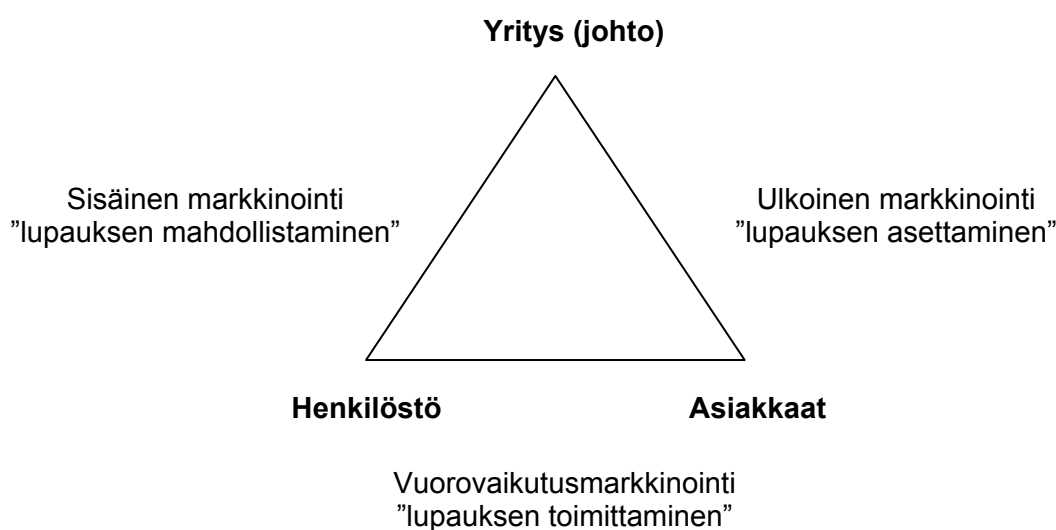 Yritys (johto)
Sisäinen markkinointi
”lupauksen mahdollistaminen”
Ulkoinen markkinointi
”lupauksen asettaminen”
Henkilöstö
Asiakkaat
Vuorovaikutusmarkkinointi
”lupauksen toimittaminen”